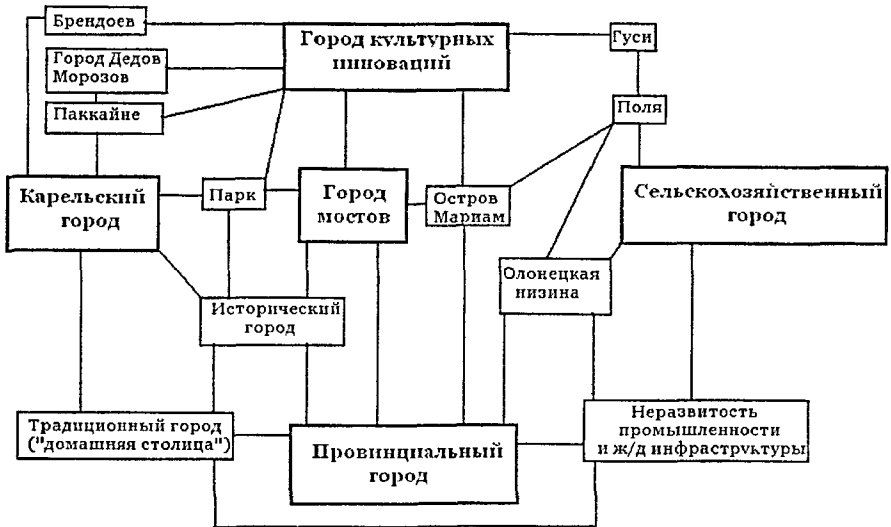 Брендоев
Город культурных
инноваций
Гуси
Город Дедов
Морозов
Паккайне
Поля
Карельский
город
Парк
Город
мостов
Остров
Мариам
Сельскохозяйственный
город
Олонецкая
низина
Исторический
город
Традиционный город
("домашняя столица")
Провинциальный
город
Неразвитость
промышленности
и ж/д инфраструктуры